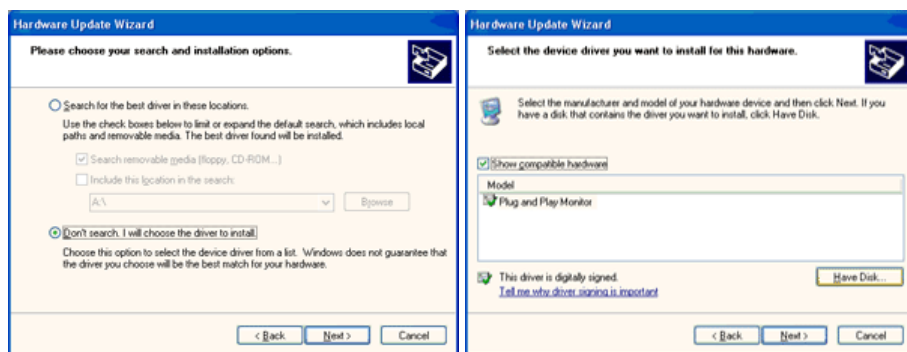 Hardware Update Wizard
Please choose your search and installation options.
Search for the best driver in these locations.
Use the check boxes below to limit or expand the default search, which includes local
paths and removable media. The best driver found will be installed.
Search removable media (floppy, CD-ROM...)
Include this location in the search:
A:\
Browse
Don't search. I will choose the driver to install.
Choose this option to select the device driver from a list. Windows does not guarantee that
the driver you choose will be the best match for your hardware.
< Back
Next >
Cancel
Hardware Update Wizard
Select the device driver you want to install for this hardware.
Select the manufacturer and model of your hardware device and then click Next. If you
have a disk that contains the driver you want to install, click Have Disk.
Show compatible hardware
Model
Plug and Play Monitor
This driver is digitally signed.
Tell me why driver signing is important
Have Disk...
< Back
Next >
Cancel